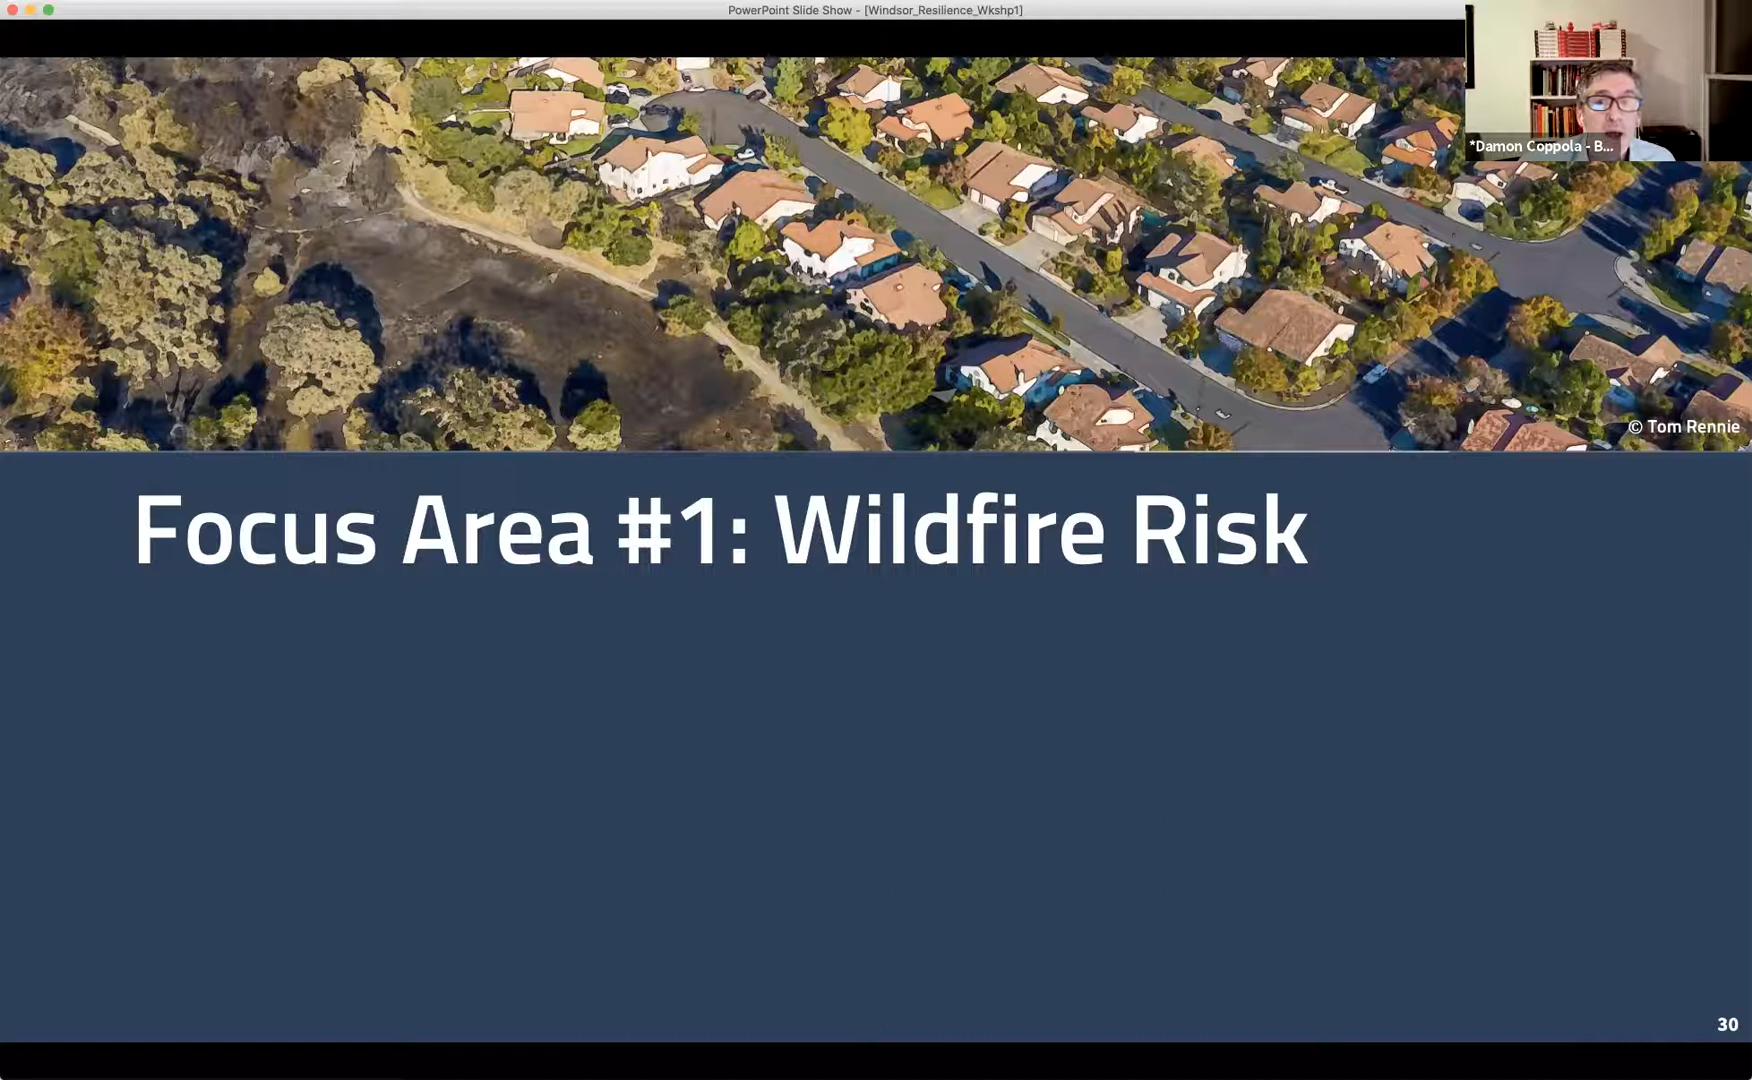 PowerPoint Slide Show - [Windsor_Resilience_Wkshp1]
*Damon Coppola - B...
© Tom Rennie
Focus Area #1: Wildfire Risk
30